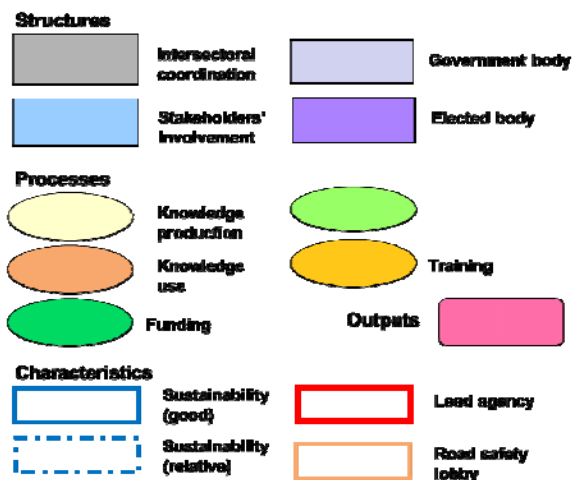 Structures
Intersectoral
coordination
Government body
Stakeholders'
involvement
Elected body
Processes
Knowledge
production
Knowledge
use
Training
Funding
Outputs
Characteristics
Sustainability
(good)
Lead agency
Sustainability
(relative)
Road safety
lobby